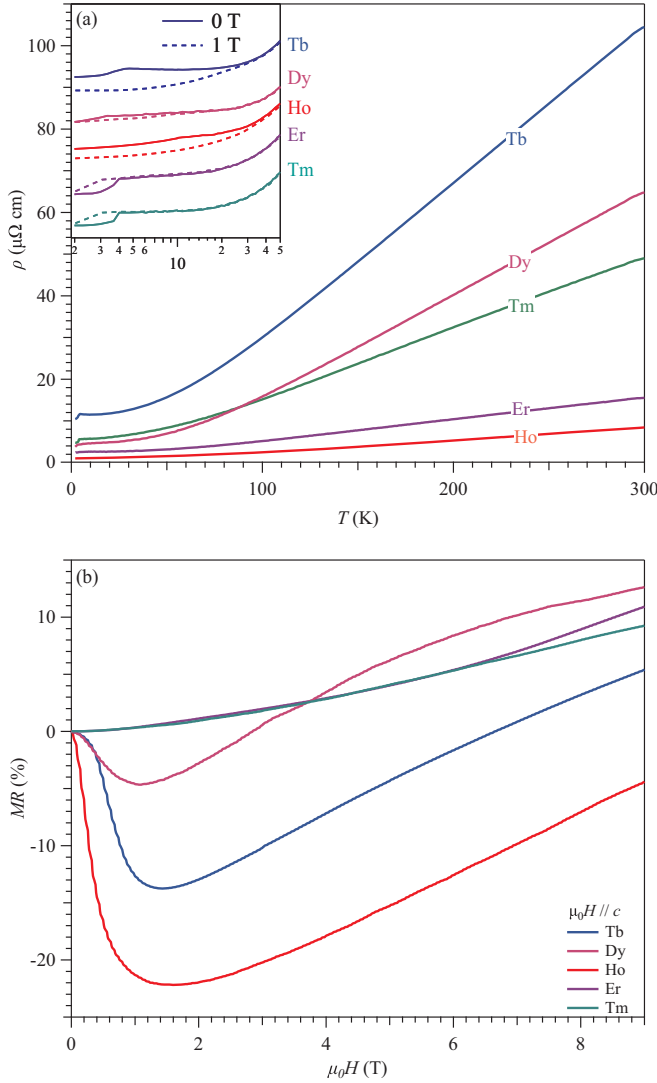 (a)
0 T
1 T
Tb
Dy
Ho
Er
Tm
2 3 4 5 6 10 2 3 4 5
100
80
60
40
20
0
ρ (μΩ cm)
Tb
Dy
Tm
Er
Ho
0 100 200 300
T (K)
(b)
10
0
-10
-20
MR (%)
μ₀H // c
Tb
Dy
Ho
Er
Tm
0 2 4 6 8
μ₀H (T)